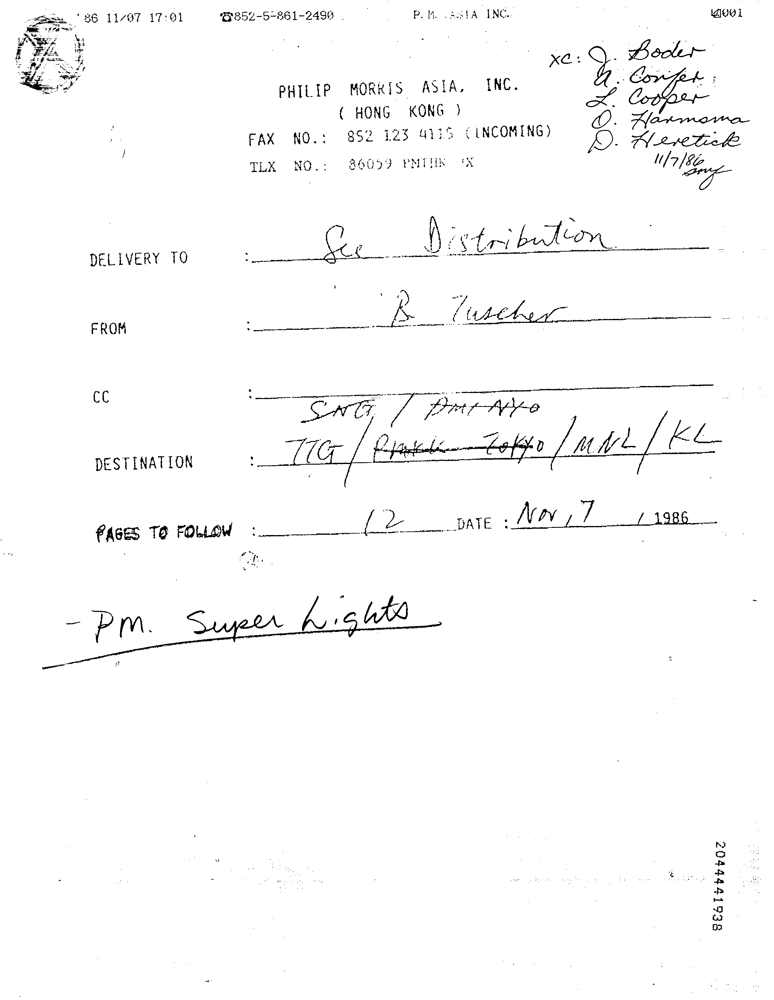 '86 11/07 17:01 ☎852-5-861-2490 P.M. ASIA INC. 001
XC: J. Boder
A. Confer
L. Cooper
O. Harmsma
D. Heretick
11/7/86
PHILIP MORRIS ASIA, INC.
( HONG KONG )
FAX NO.: 852 123 4115 (INCOMING)
TLX NO.: 86059 PMIHK HX
DELIVERY TO : See Distribution
FROM : B Tuscher
CC :
SNG / PMI NYO
DESTINATION : TTG / PMKK Tokyo / MNL / KL
PAGES TO FOLLOW : 12 DATE : Nov, 7 / 1986
- PM. Super Lights
2044441938